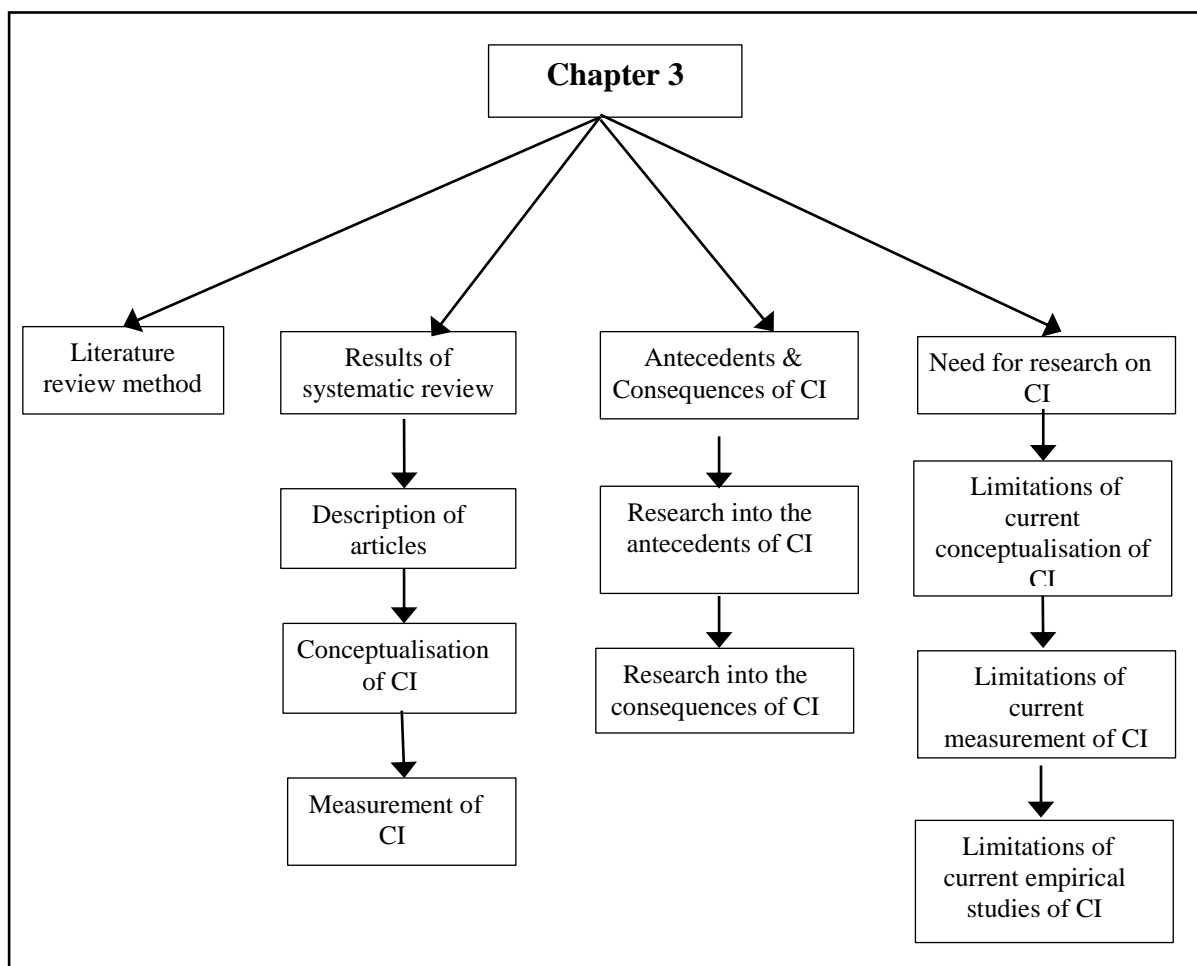 Chapter 3
Literature
review method
Results of
systematic review
Description of
articles
Conceptualisation
of CI
Measurement of
CI
Antecedents &
Consequences of CI
Research into the
antecedents of CI
Research into the
consequences of CI
Need for research on
CI
Limitations of
current
conceptualisation of
CI
Limitations of
current
measurement of CI
Limitations of
current empirical
studies of CI